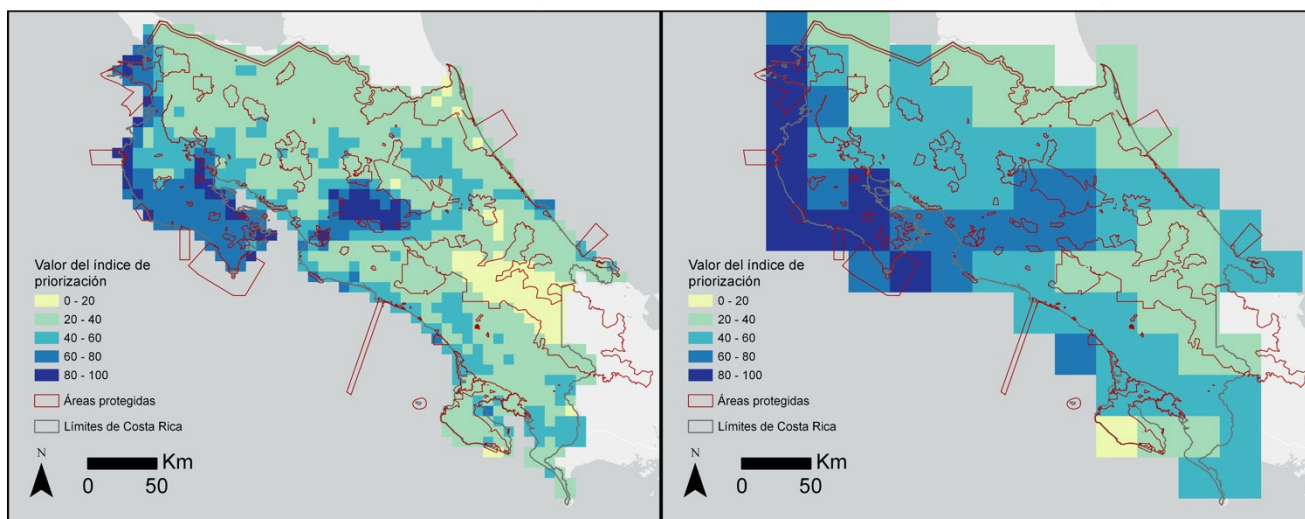 Valor del índice de
priorización
0 - 20
20 - 40
40 - 60
60 - 80
80 - 100
Áreas protegidas
Límites de Costa Rica
N
Km
0 50
Valor del índice de
priorización
0 - 20
20 - 40
40 - 60
60 - 80
80 - 100
Áreas protegidas
Límites de Costa Rica
N
Km
0 50